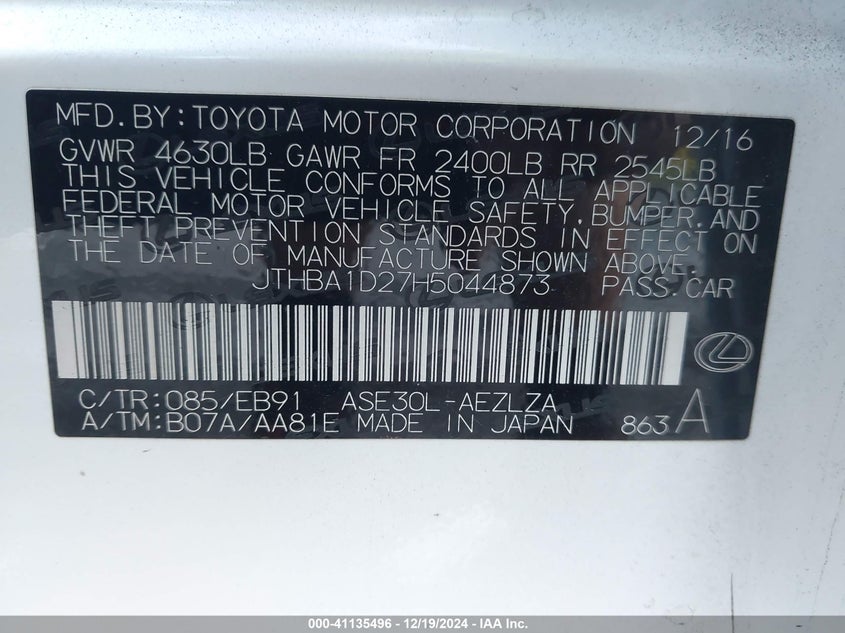 MFD.BY:TOYOTA MOTOR CORPORATION 12/16
GVWR 4630LB GAWR FR 2400LB RR 2545LB
THIS VEHICLE CONFORMS TO ALL APPLICABLE
FEDERAL MOTOR VEHICLE SAFETY,BUMPER,AND
THEFT PREVENTION STANDARDS IN EFFECT ON
THE DATE OF MANUFACTURE SHOWN ABOVE.
JTHBA1D27H5044873 PASS.CAR
C/TR:085/EB91 ASE30L-AEZLZA
A/TM:B07A/AA81E MADE IN JAPAN 863 A
000-41135496 - 12/19/2024 - IAA Inc.